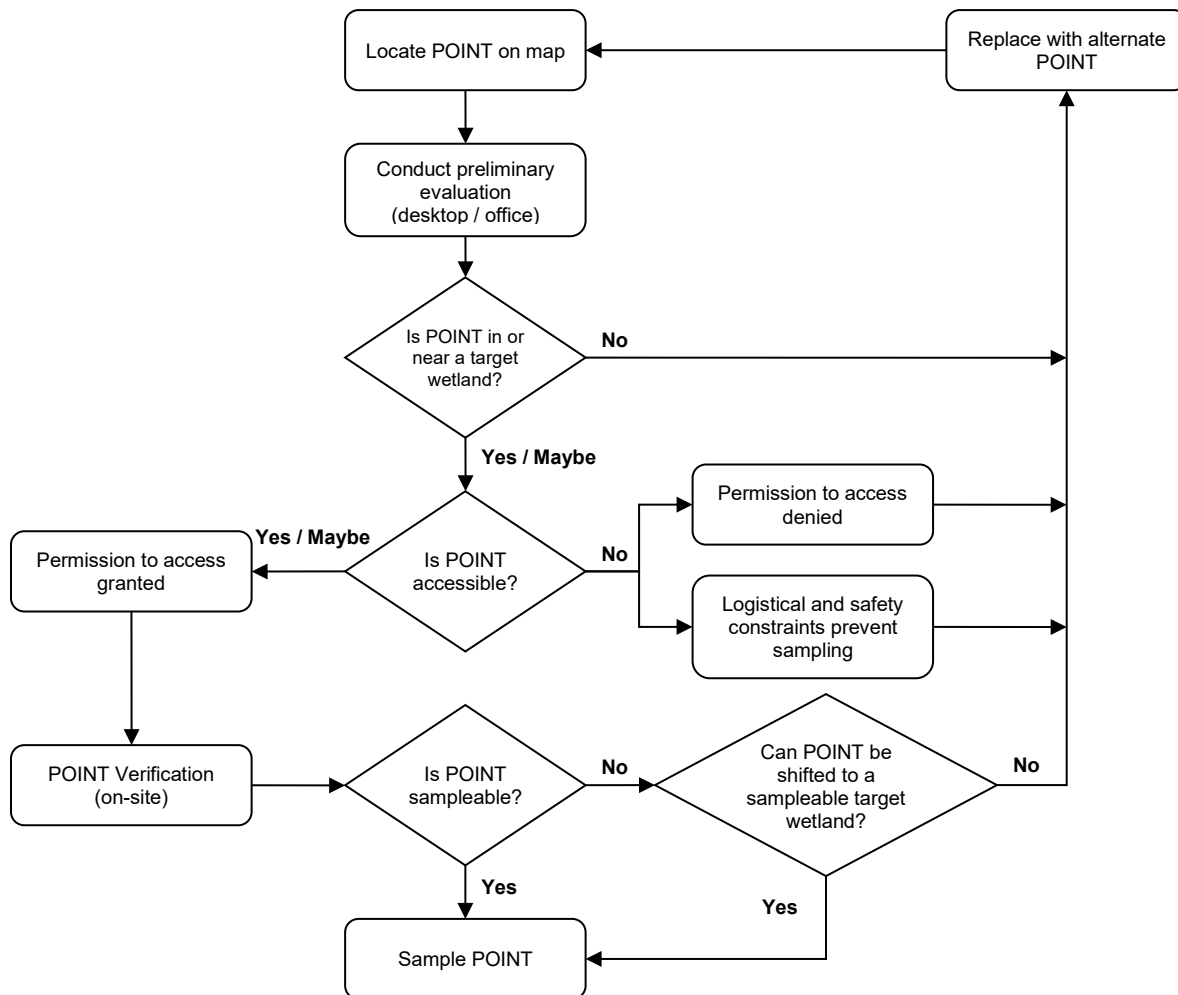 Locate POINT on map
Replace with alternate
POINT
Conduct preliminary
evaluation
(desktop / office)
Is POINT in or
near a target
wetland?
No
Yes / Maybe
Permission to access
denied
Yes / Maybe
Permission to access
granted
Is POINT
accessible?
No
Logistical and safety
constraints prevent
sampling
POINT Verification
(on-site)
Is POINT
sampleable?
No
Can POINT be
shifted to a
sampleable target
wetland?
No
Yes
Yes
Sample POINT